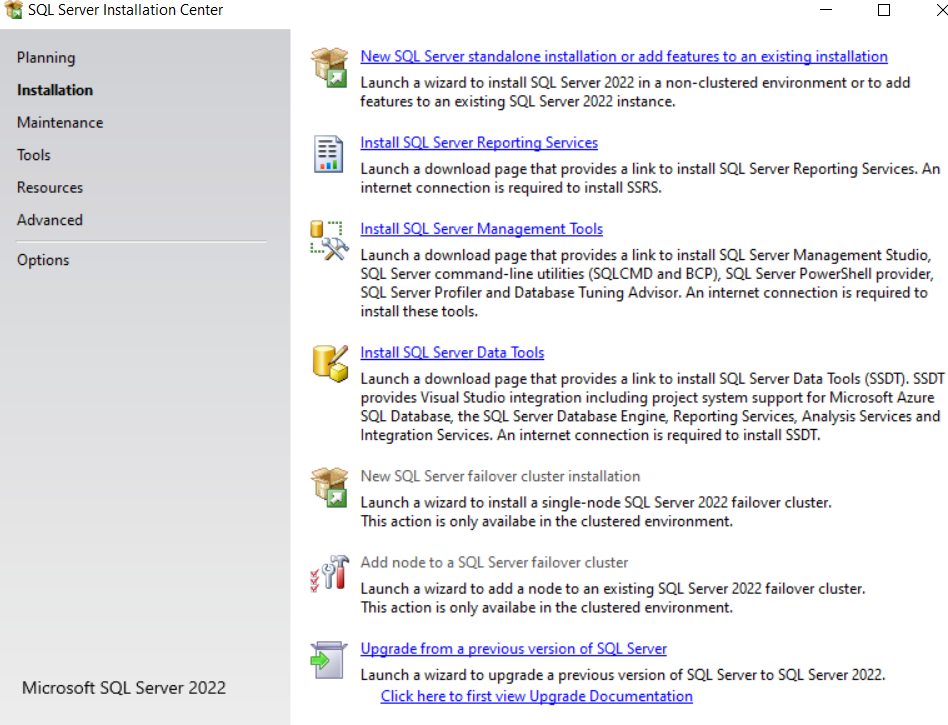 SQL Server Installation Center
Planning
Installation
Maintenance
Tools
Resources
Advanced
Options
Microsoft SQL Server 2022
New SQL Server standalone installation or add features to an existing installation
Launch a wizard to install SQL Server 2022 in a non-clustered environment or to add
features to an existing SQL Server 2022 instance.
Install SQL Server Reporting Services
Launch a download page that provides a link to install SQL Server Reporting Services. An
internet connection is required to install SSRS.
Install SQL Server Management Tools
Launch a download page that provides a link to install SQL Server Management Studio,
SQL Server command-line utilities (SQLCMD and BCP), SQL Server PowerShell provider,
SQL Server Profiler and Database Tuning Advisor. An internet connection is required to
install these tools.
Install SQL Server Data Tools
Launch a download page that provides a link to install SQL Server Data Tools (SSDT). SSDT
provides Visual Studio integration including project system support for Microsoft Azure
SQL Database, the SQL Server Database Engine, Reporting Services, Analysis Services and
Integration Services. An internet connection is required to install SSDT.
New SQL Server failover cluster installation
Launch a wizard to install a single-node SQL Server 2022 failover cluster.
This action is only availabe in the clustered environment.
Add node to a SQL Server failover cluster
Launch a wizard to add a node to an existing SQL Server 2022 failover cluster.
This action is only availabe in the clustered environment.
Upgrade from a previous version of SQL Server
Launch a wizard to upgrade a previous version of SQL Server to SQL Server 2022.
Click here to first view Upgrade Documentation